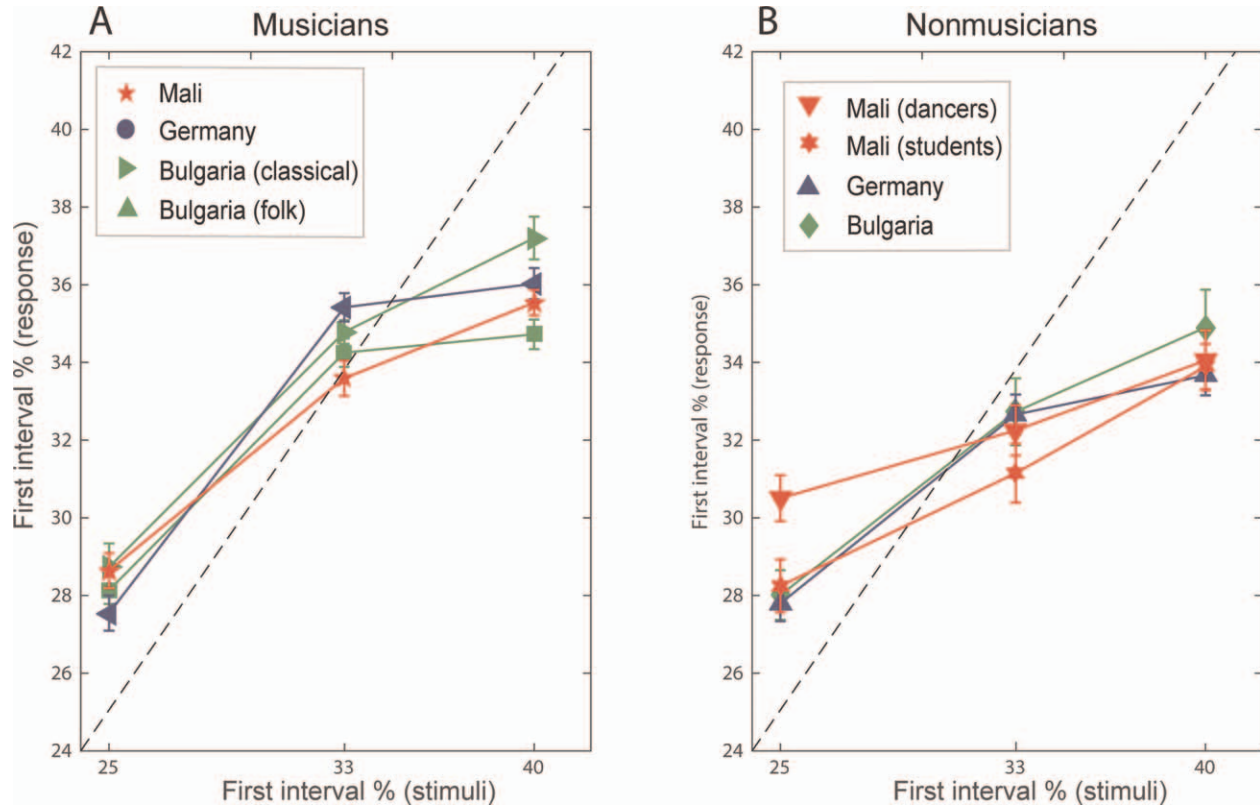 A
Musicians
42
40
38
36
34
32
30
28
26
24
Mali
Germany
Bulgaria (classical)
Bulgaria (folk)
First interval % (response)
25
33
40
First interval % (stimuli)
B
Nonmusicians
42
40
38
36
34
32
30
28
26
24
Mali (dancers)
Mali (students)
Germany
Bulgaria
First interval % (response)
25
33
40
First interval % (stimuli)